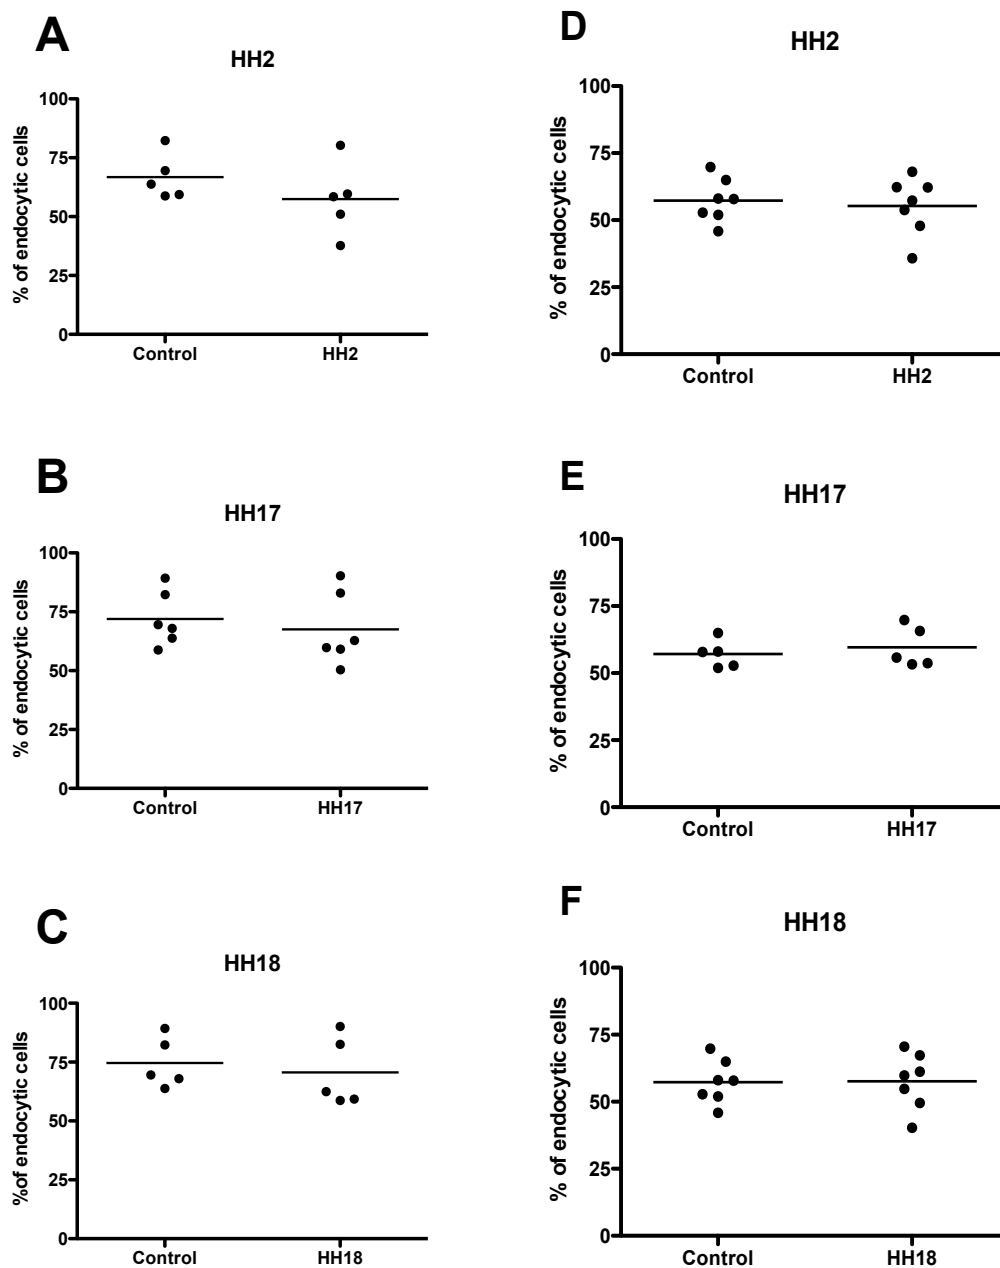 A
HH2
% of endocytic cells
100
75
50
25
0
Control
HH2
D
HH2
% of endocytic cells
100
75
50
25
0
Control
HH2
B
HH17
% of endocytic cells
100
75
50
25
0
Control
HH17
E
HH17
% of endocytic cells
100
75
50
25
0
Control
HH17
C
HH18
%of endocytic cells
100
75
50
25
0
Control
HH18
F
HH18
% of endocytic cells
100
75
50
25
0
Control
HH18